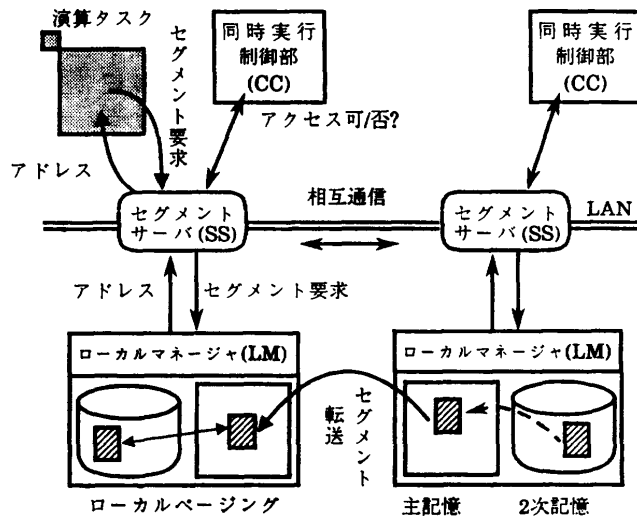 演算タスク
同時実行
制御部
(CC)
同時実行
制御部
(CC)
セグメント要求
アクセス可/否?
アドレス
相互通信
LAN
セグメント
サーバ(SS)
セグメント
サーバ(SS)
アドレス
セグメント要求
ローカルマネージャ(LM)
ローカルマネージャ(LM)
セグメント
転送
ローカルページング
主記憶
2次記憶